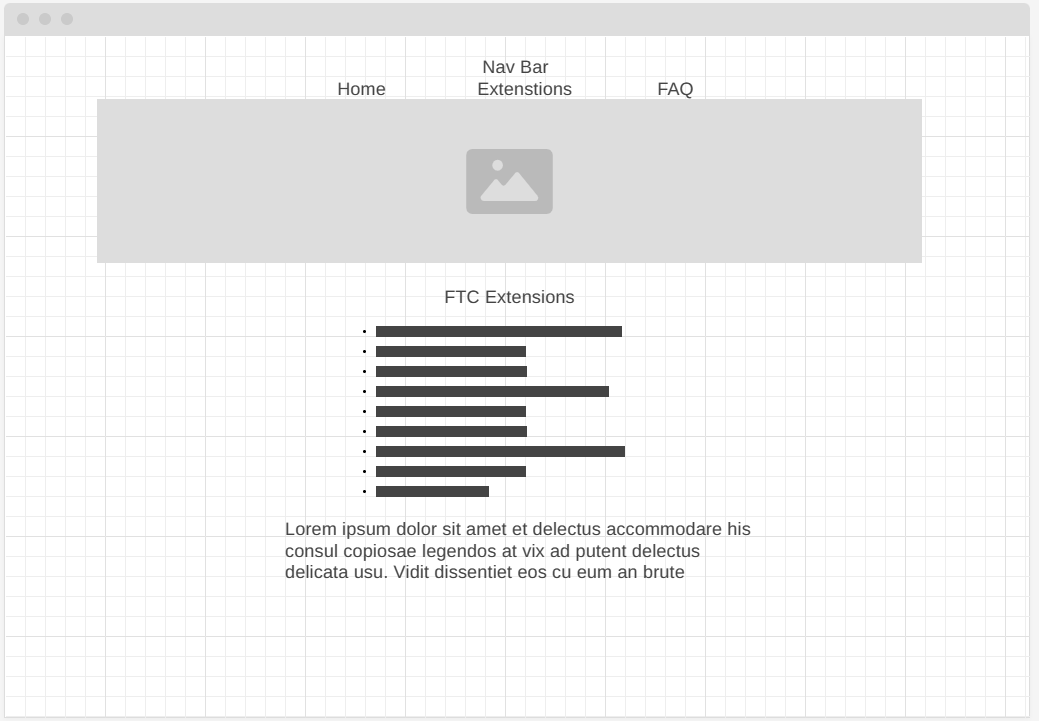 Nav Bar
Home Extenstions FAQ
FTC Extensions
Lorem ipsum dolor sit amet et delectus accommodare his
consul copiosae legendos at vix ad putent delectus
delicata usu. Vidit dissentiet eos cu eum an brute